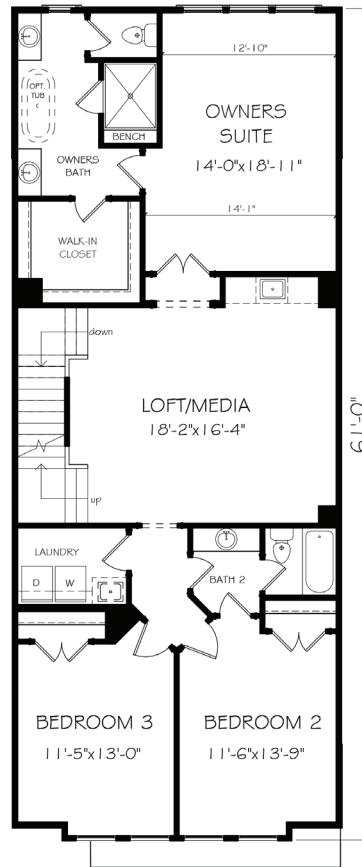 12'-10"
OPT.
TUB
OWNERS
SUITE
14'-0"x18'-11"
BENCH
OWNERS
BATH
14'-1"
WALK-IN
CLOSET
down
LOFT/MEDIA
18'-2"x16'-4"
61'-0"
up
LAUNDRY
D W
BATH 2
BEDROOM 3
11'-5"x13'-0"
BEDROOM 2
11'-6"x13'-9"